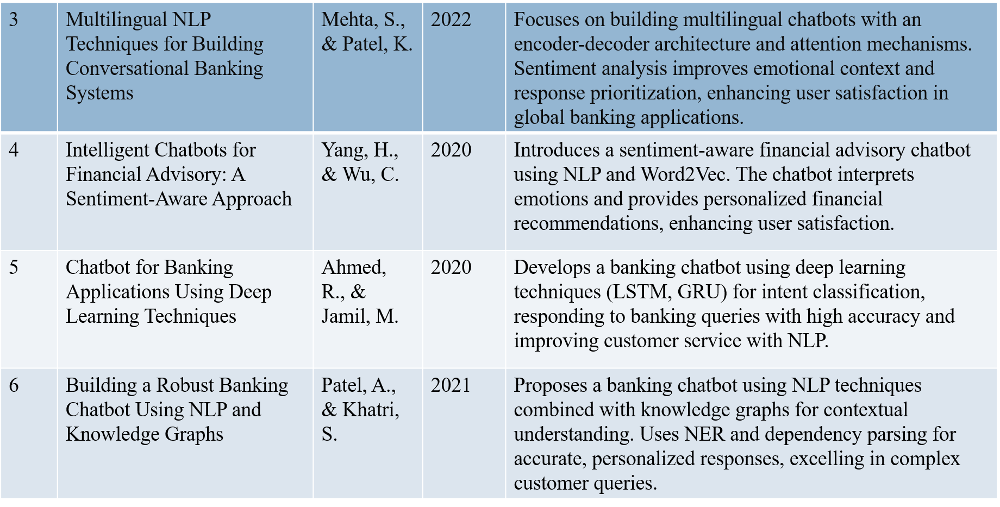 3
Multilingual NLP
Techniques for Building
Conversational Banking
Systems
Mehta, S.,
& Patel, K.
2022
Focuses on building multilingual chatbots with an
encoder-decoder architecture and attention mechanisms.
Sentiment analysis improves emotional context and
response prioritization, enhancing user satisfaction in
global banking applications.
4
Intelligent Chatbots for
Financial Advisory: A
Sentiment-Aware Approach
Yang, H.,
& Wu, C.
2020
Introduces a sentiment-aware financial advisory chatbot
using NLP and Word2Vec. The chatbot interprets
emotions and provides personalized financial
recommendations, enhancing user satisfaction.
5
Chatbot for Banking
Applications Using Deep
Learning Techniques
Ahmed,
R., &
Jamil, M.
2020
Develops a banking chatbot using deep learning
techniques (LSTM, GRU) for intent classification,
responding to banking queries with high accuracy and
improving customer service with NLP.
6
Building a Robust Banking
Chatbot Using NLP and
Knowledge Graphs
Patel, A.,
& Khatri,
S.
2021
Proposes a banking chatbot using NLP techniques
combined with knowledge graphs for contextual
understanding. Uses NER and dependency parsing for
accurate, personalized responses, excelling in complex
customer queries.